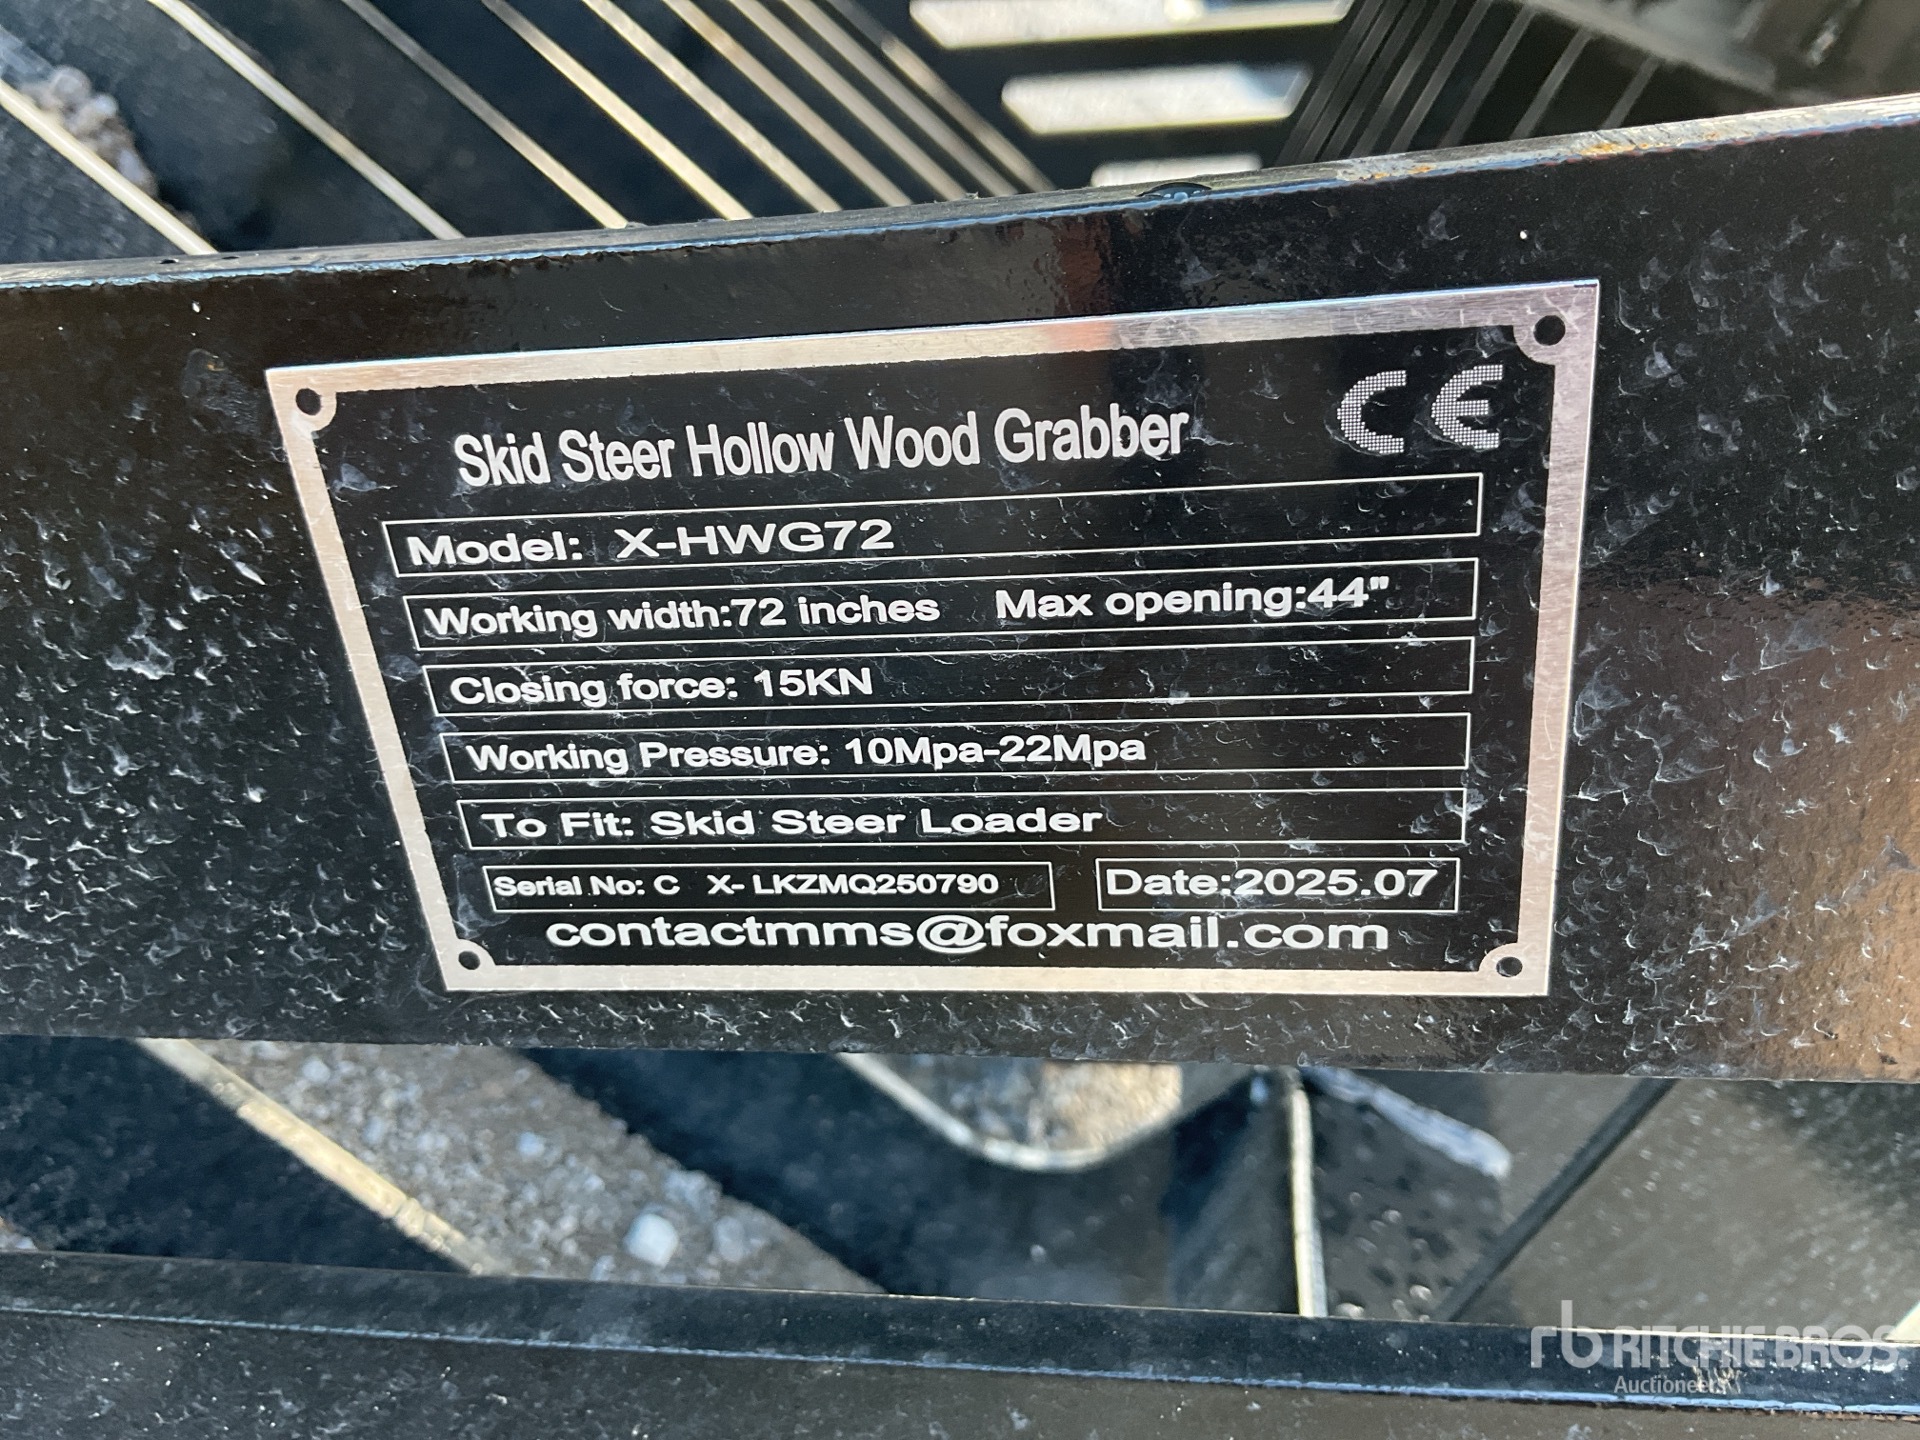 CE
Skid Steer Hollow Wood Grabber
Model: X-HWG72
Working width:72 inches Max opening:44"
Closing force: 15KN
Working Pressure: 10Mpa-22Mpa
To Fit: Skid Steer Loader
Serial No: C X- LKZMQ250790 Date:2025.07
contactmms@foxmail.com
rb RITCHIE BROS.
Auctioneers